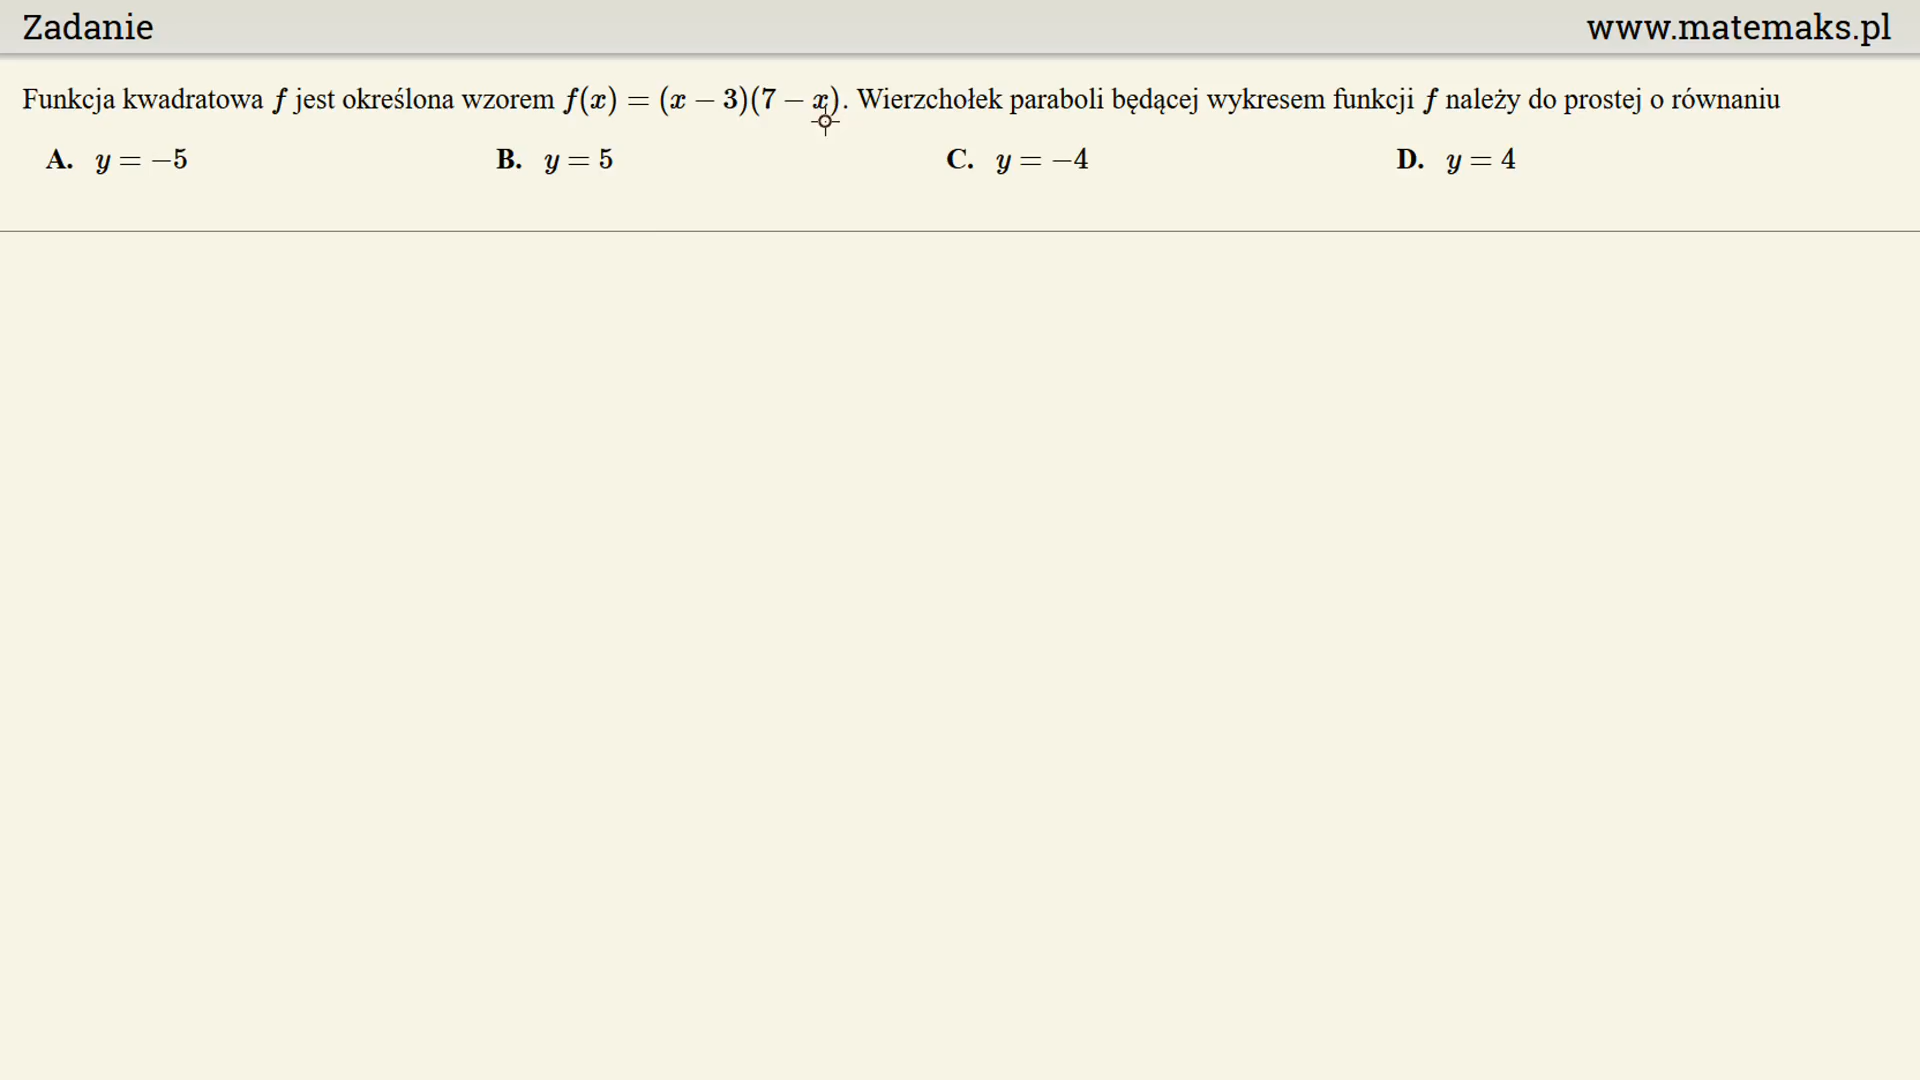 Zadanie www.matemaks.pl
Funkcja kwadratowa f jest określona wzorem f(x) = (x − 3)(7 − x). Wierzchołek paraboli będącej wykresem funkcji f należy do prostej o równaniu
A. y = −5 B. y = 5 C. y = −4 D. y = 4